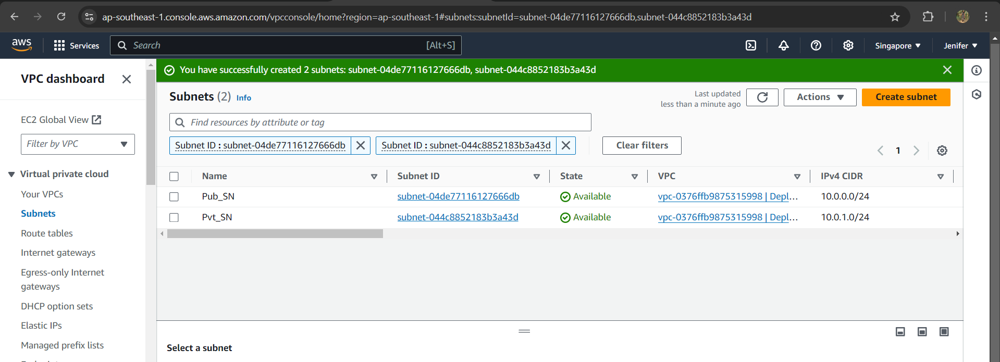 ap-southeast-1.console.aws.amazon.com/vpcconsole/home?region=ap-southeast-1#subnets:subnetId=subnet-04de77116127666db,subnet-044c8852183b3a43d
aws
Services
Search
[Alt+S]
Singapore
Jenifer
VPC dashboard
EC2 Global View
Filter by VPC
Virtual private cloud
Your VPCs
Subnets
Route tables
Internet gateways
Egress-only Internet
gateways
DHCP option sets
Elastic IPs
Managed prefix lists
You have successfully created 2 subnets: subnet-04de77116127666db, subnet-044c8852183b3a43d
Subnets (2) Info
Last updated
less than a minute ago
Actions
Create subnet
Find resources by attribute or tag
Subnet ID : subnet-04de77116127666db
Subnet ID : subnet-044c8852183b3a43d
Clear filters
1
Name Subnet ID State VPC IPv4 CIDR
Pub_SN subnet-04de77116127666db Available vpc-0376ffb9875315998 | Depl... 10.0.0.0/24
Pvt_SN subnet-044c8852183b3a43d Available vpc-0376ffb9875315998 | Depl... 10.0.1.0/24
Select a subnet